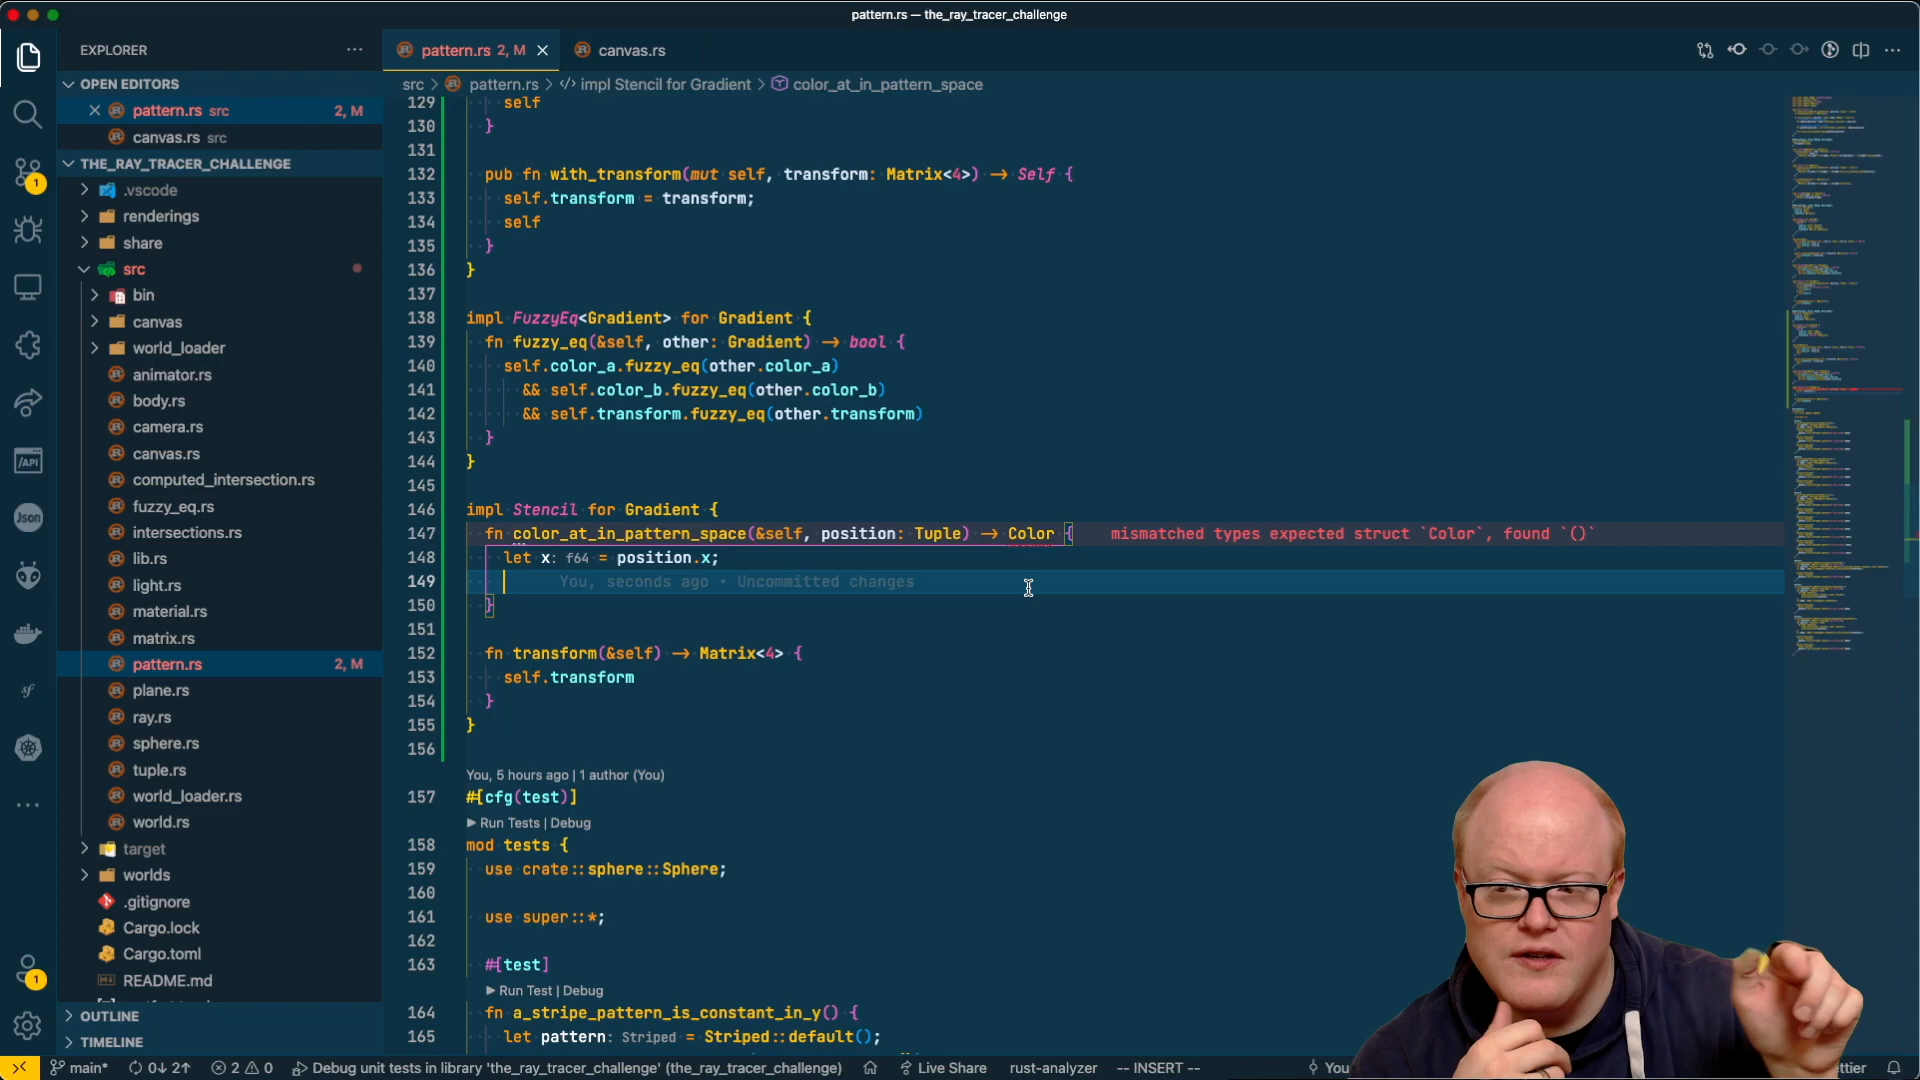 pattern.rs — the_ray_tracer_challenge
EXPLORER
pattern.rs 2, M
canvas.rs
OPEN EDITORS
src > pattern.rs > impl Stencil for Gradient > color_at_in_pattern_space
pattern.rs src 2, M
canvas.rs src
THE_RAY_TRACER_CHALLENGE
.vscode
renderings
share
src
bin
canvas
world_loader
animator.rs
body.rs
camera.rs
canvas.rs
computed_intersection.rs
fuzzy_eq.rs
intersections.rs
lib.rs
light.rs
material.rs
matrix.rs
pattern.rs 2, M
plane.rs
ray.rs
sphere.rs
tuple.rs
world_loader.rs
world.rs
target
worlds
.gitignore
Cargo.lock
Cargo.toml
README.md
OUTLINE
TIMELINE
1
/API
Json
sf
1
129 self
130 }
131
132 pub fn with_transform(mut self, transform: Matrix<4>) → Self {
133 self.transform = transform;
134 self
135 }
136 }
137
138 impl FuzzyEq<Gradient> for Gradient {
139 fn fuzzy_eq(&self, other: Gradient) → bool {
140 self.color_a.fuzzy_eq(other.color_a)
141 && self.color_b.fuzzy_eq(other.color_b)
142 && self.transform.fuzzy_eq(other.transform)
143 }
144 }
145
146 impl Stencil for Gradient {
147 fn color_at_in_pattern_space(&self, position: Tuple) → Color { mismatched types expected struct `Color`, found `()`
148 let x: f64 = position.x;
149 You, seconds ago • Uncommitted changes
150 }
151
152 fn transform(&self) → Matrix<4> {
153 self.transform
154 }
155 }
156
You, 5 hours ago | 1 author (You)
157 #[cfg(test)]
▶ Run Tests | Debug
158 mod tests {
159 use crate::sphere::Sphere;
160
161 use super::*;
162
163 #[test]
▶ Run Test | Debug
164 fn a_stripe_pattern_is_constant_in_y() {
165 let pattern: Striped = Striped::default();
main* 0↓ 2↑ 2 0 Debug unit tests in library 'the_ray_tracer_challenge' (the_ray_tracer_challenge) Live Share rust-analyzer -- INSERT -- You